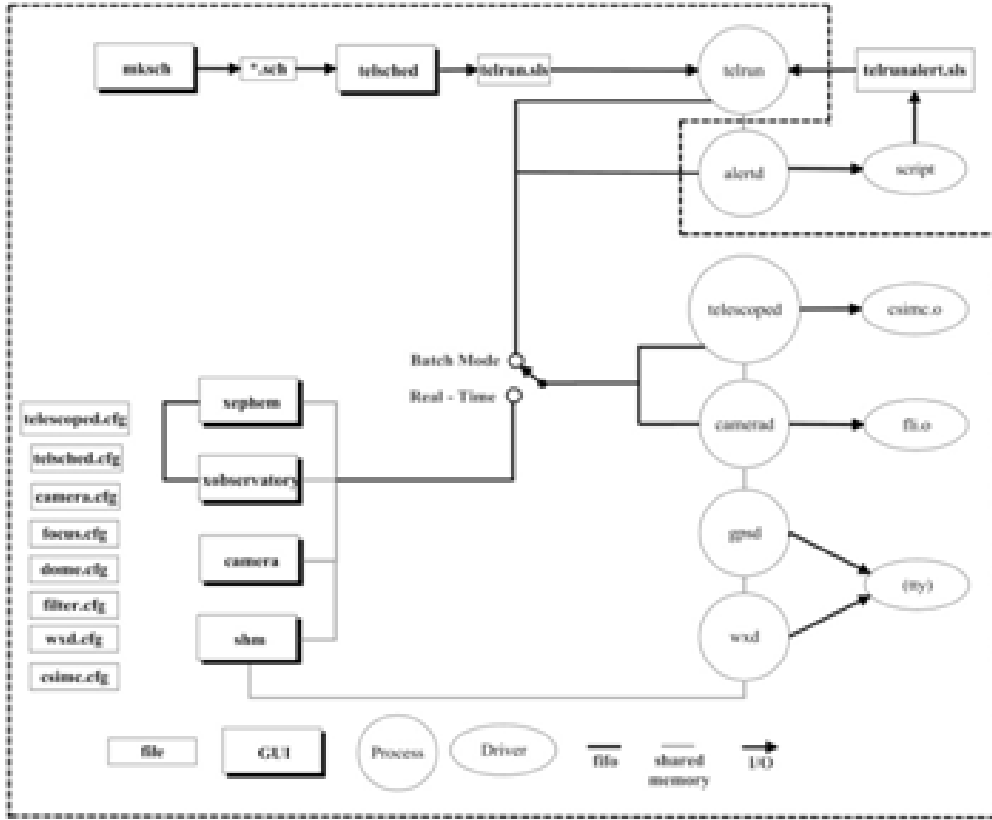 mksch
*.sch
telsched
telrun.sls
telrun
telrunalert.sls
alertd
script
telescoped
csimc.o
Batch Mode
Real - Time
xephem
camerad
fli.o
telescoped.cfg
telsched.cfg
xobservatory
camera.cfg
focus.cfg
gpsd
camera
dome.cfg
(tty)
filter.cfg
wxd.cfg
shm
wxd
csimc.cfg
file
GUI
Process
Driver
fifo
shared
memory
I/O